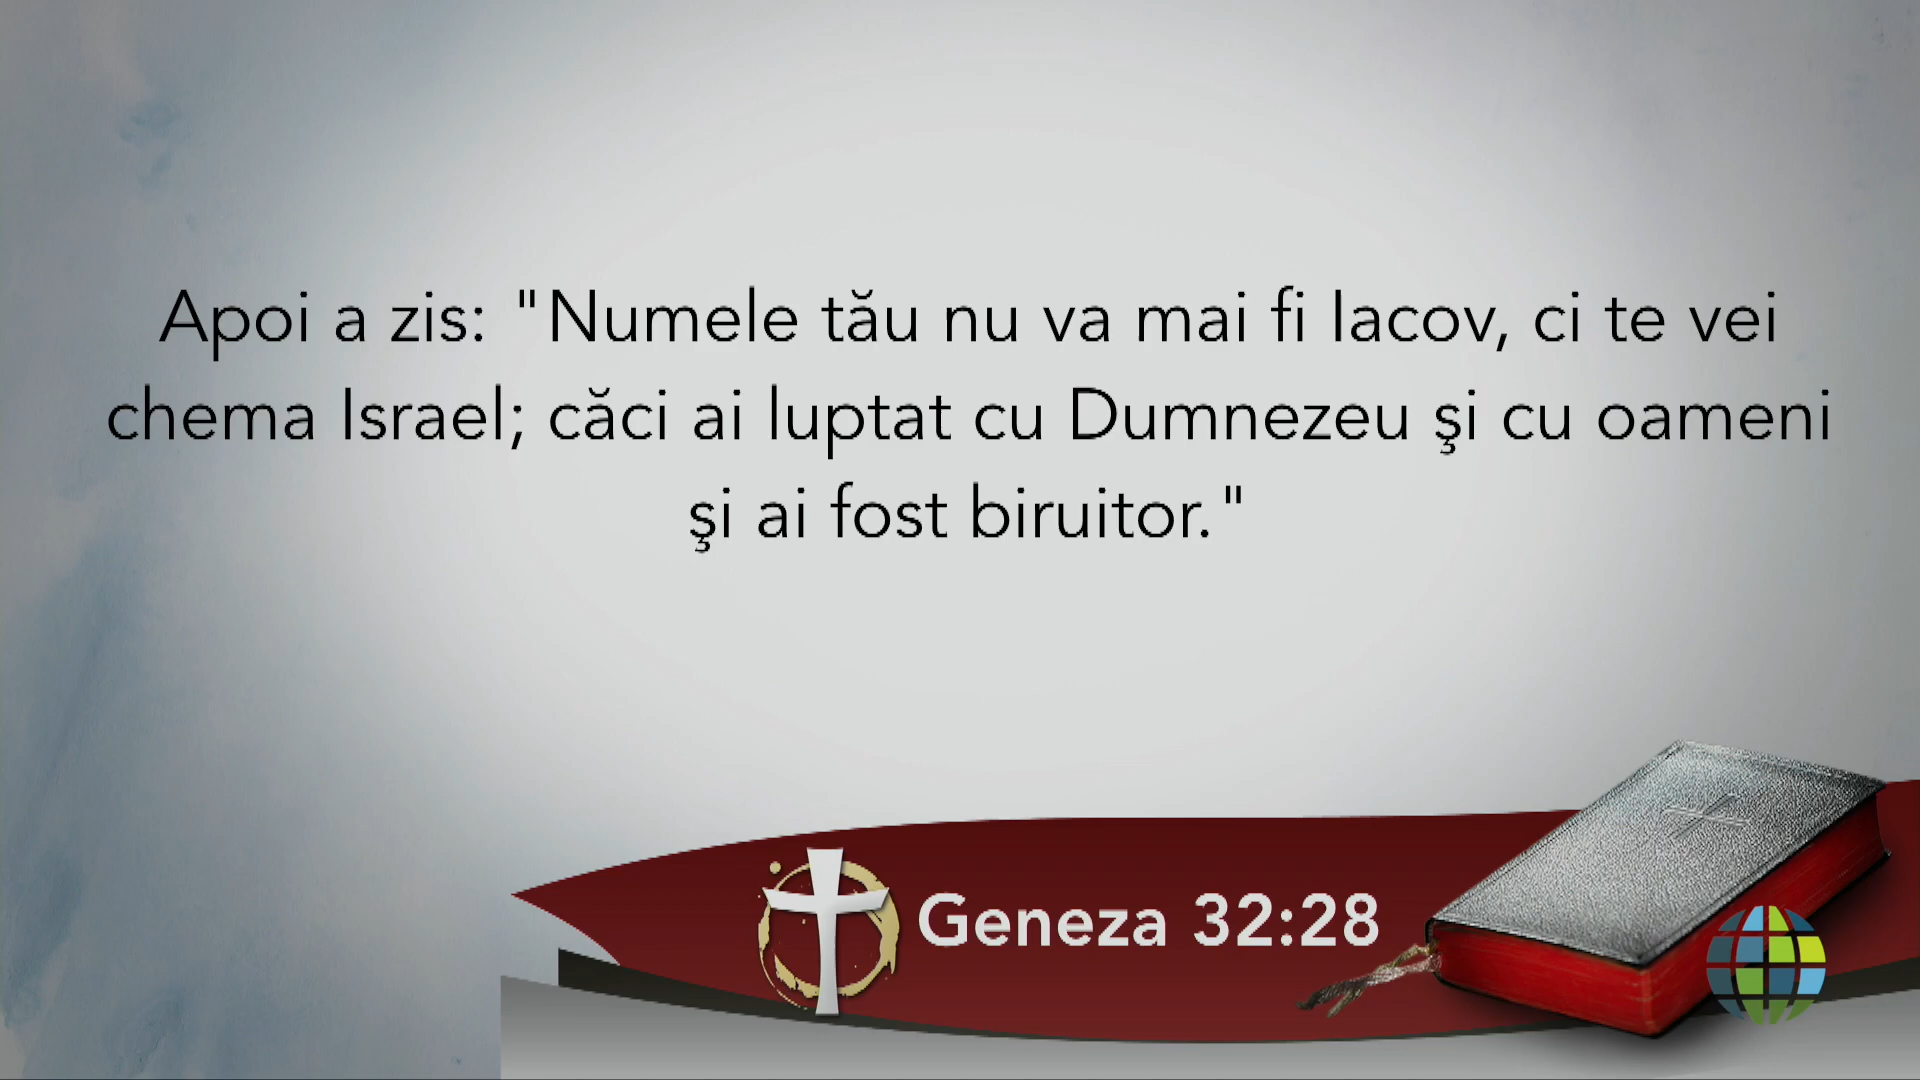 Apoi a zis: "Numele tău nu va mai fi Iacov, ci te vei
chema Israel; căci ai luptat cu Dumnezeu şi cu oameni
şi ai fost biruitor."
Geneza 32:28